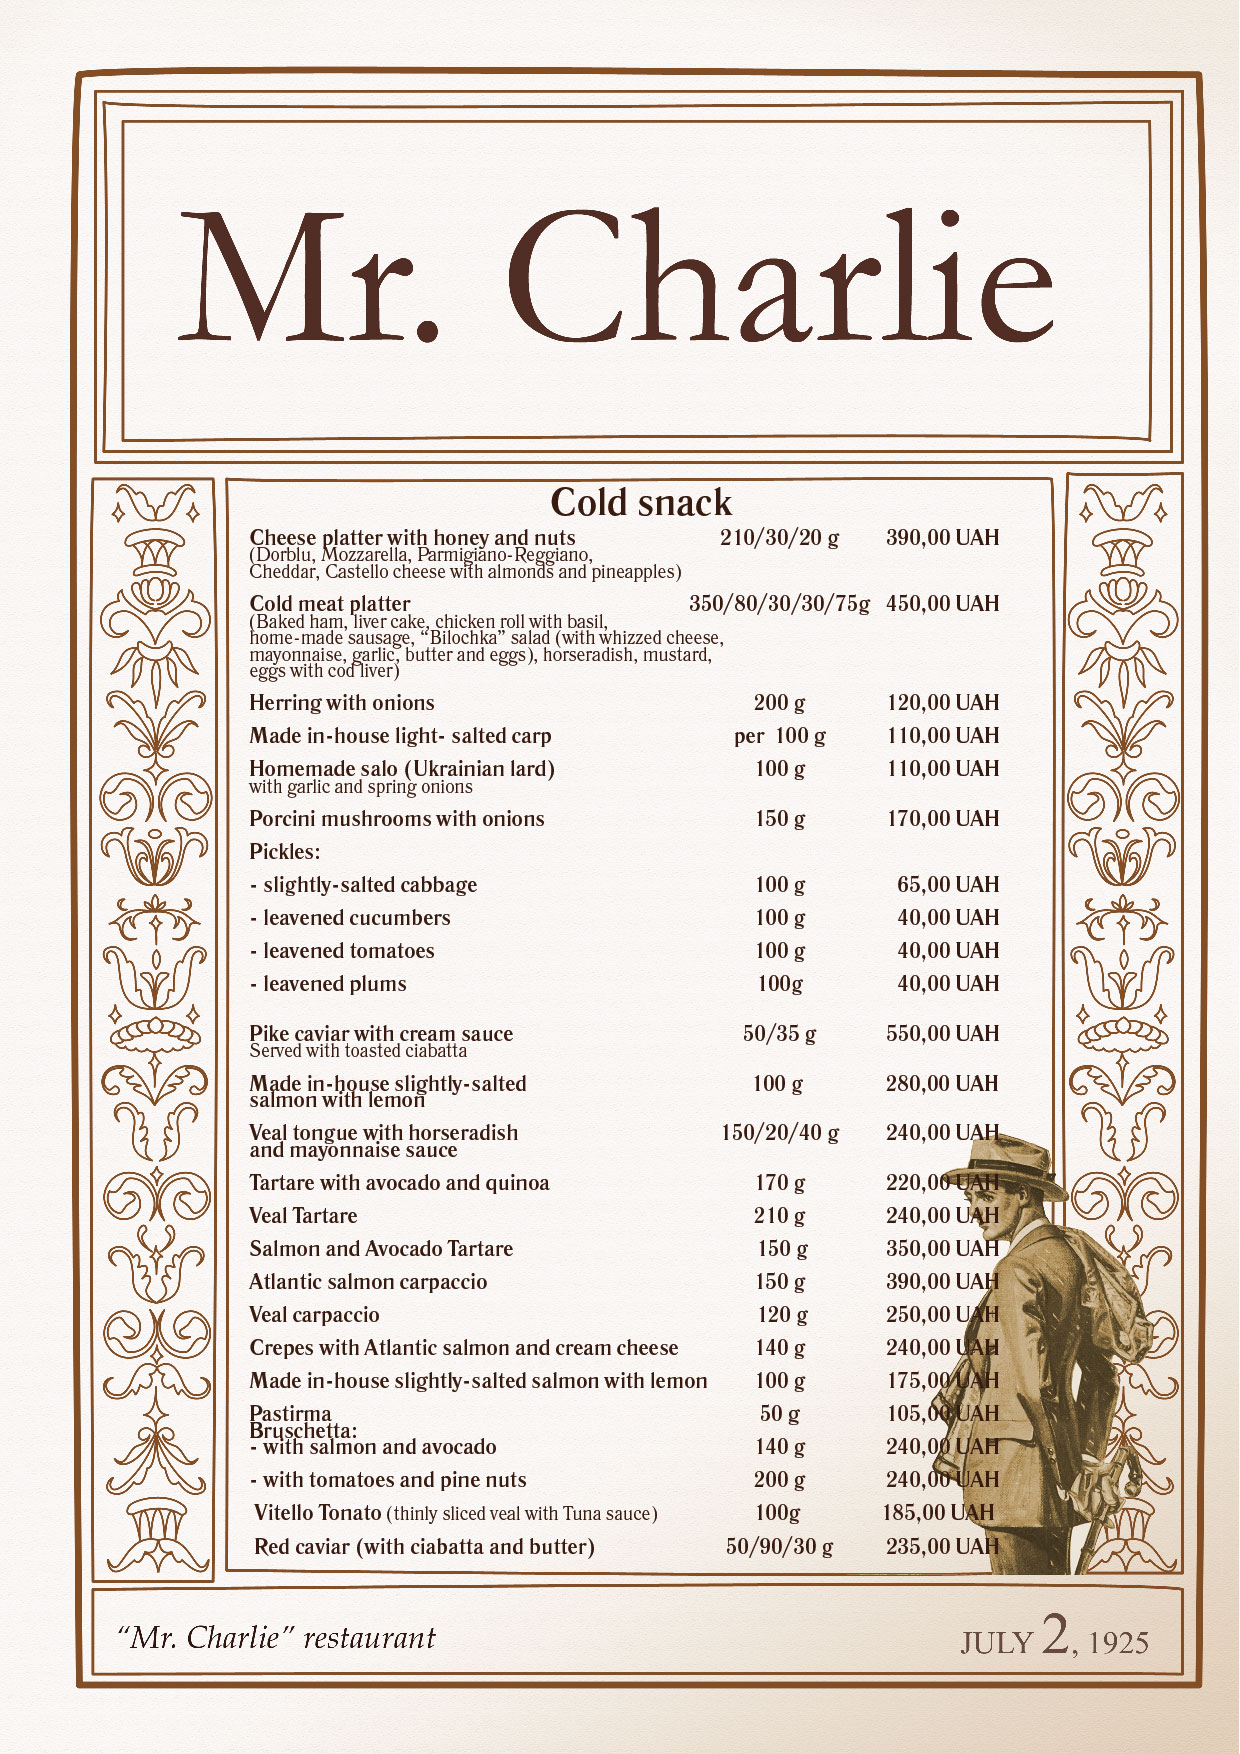 Mr. Charlie
Cold snack
Cheese platter with honey and nuts 210/30/20 g 390,00 UAH
(Dorblu, Mozzarella, Parmigiano-Reggiano,
Cheddar, Castello cheese with almonds and pineapples)
Cold meat platter 350/80/30/30/75g 450,00 UAH
(Baked ham, liver cake, chicken roll with basil,
home-made sausage, “Bilochka” salad (with whizzed cheese,
mayonnaise, garlic, butter and eggs), horseradish, mustard,
eggs with cod liver)
Herring with onions 200 g 120,00 UAH
Made in-house light- salted carp per 100 g 110,00 UAH
Homemade salo (Ukrainian lard) 100 g 110,00 UAH
with garlic and spring onions
Porcini mushrooms with onions 150 g 170,00 UAH
Pickles:
- slightly-salted cabbage 100 g 65,00 UAH
- leavened cucumbers 100 g 40,00 UAH
- leavened tomatoes 100 g 40,00 UAH
- leavened plums 100g 40,00 UAH
Pike caviar with cream sauce 50/35 g 550,00 UAH
Served with toasted ciabatta
Made in-house slightly-salted 100 g 280,00 UAH
salmon with lemon
Veal tongue with horseradish 150/20/40 g 240,00 UAH
and mayonnaise sauce
Tartare with avocado and quinoa 170 g 220,00 UAH
Veal Tartare 210 g 240,00 UAH
Salmon and Avocado Tartare 150 g 350,00 UAH
Atlantic salmon carpaccio 150 g 390,00 UAH
Veal carpaccio 120 g 250,00 UAH
Crepes with Atlantic salmon and cream cheese 140 g 240,00 UAH
Made in-house slightly-salted salmon with lemon 100 g 175,00 UAH
Pastirma 50 g 105,00 UAH
Bruschetta:
- with salmon and avocado 140 g 240,00 UAH
- with tomatoes and pine nuts 200 g 240,00 UAH
Vitello Tonato (thinly sliced veal with Tuna sauce) 100g 185,00 UAH
Red caviar (with ciabatta and butter) 50/90/30 g 235,00 UAH
“Mr. Charlie” restaurant JULY 2, 1925